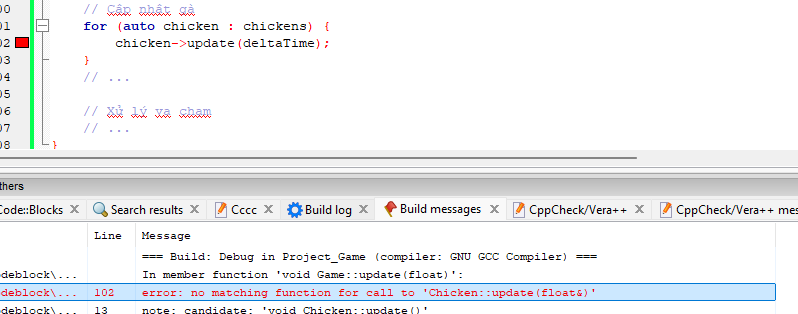 00 // Cập nhật gà
01 for (auto chicken : chickens) {
02 chicken->update(deltaTime);
03 }
04 // ...
05
06 // Xử lý va chạm
07 // ...
08 }
thers
Code::Blocks X Search results X Cccc X Build log X Build messages X CppCheck/Vera++ X CppCheck/Vera++ mes
Line Message
=== Build: Debug in Project_Game (compiler: GNU GCC Compiler) ===
deblock\... In member function 'void Game::update(float)':
deblock\... 102 error: no matching function for call to 'Chicken::update(float&)'
deblock\... 13 note: candidate: 'void Chicken::update()'